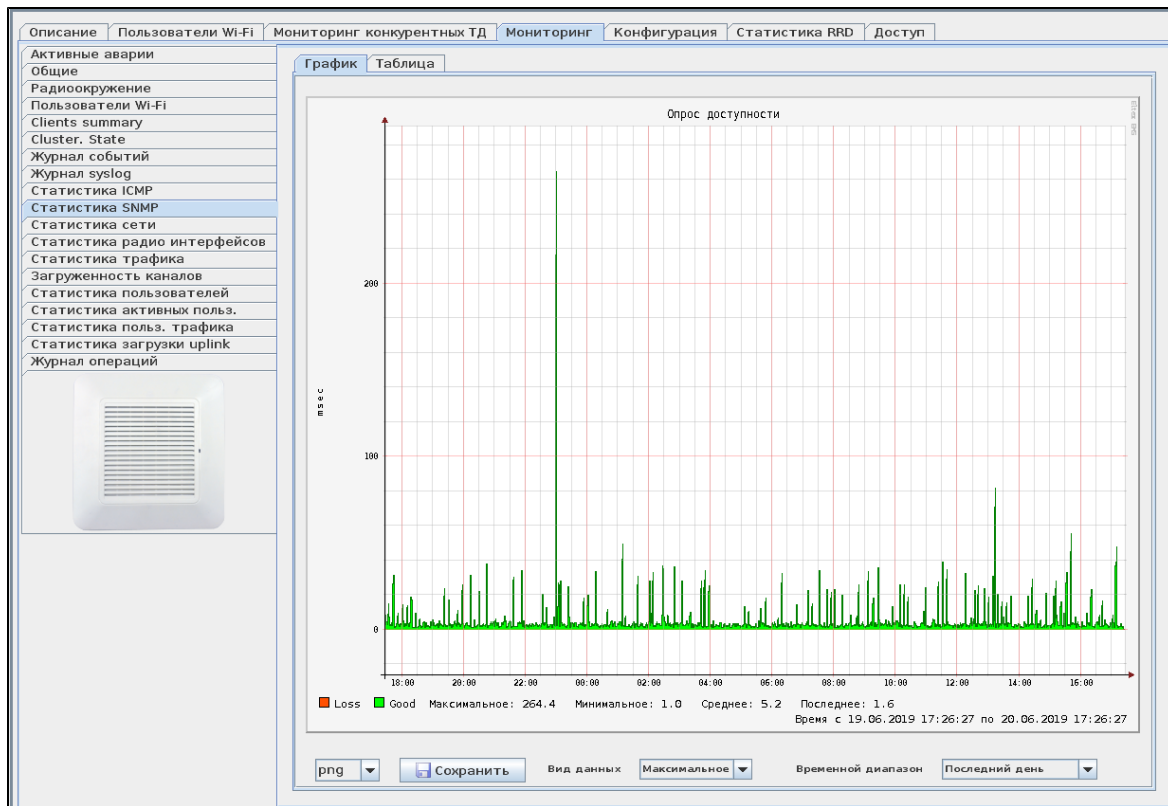 Описание Пользователи Wi-Fi Мониторинг конкурентных ТД Мониторинг Конфигурация Статистика RRD Доступ
Активные аварии
Общие
Радиоокружение
Пользователи Wi-Fi
Clients summary
Cluster. State
Журнал событий
Журнал syslog
Статистика ICMP
Статистика SNMP
Статистика сети
Статистика радио интерфейсов
Статистика трафика
Загруженность каналов
Статистика пользователей
Статистика активных польз.
Статистика польз. трафика
Статистика загрузки uplink
Журнал операций
График Таблица
Опрос доступности
msec
200
100
0
18:00 20:00 22:00 00:00 02:00 04:00 06:00 08:00 10:00 12:00 14:00 16:00
Loss Good Максимальное: 264.4 Минимальное: 1.0 Среднее: 5.2 Последнее: 1.6
Время с 19.06.2019 17:26:27 по 20.06.2019 17:26:27
png Сохранить Вид данных Максимальное Временной диапазон Последний день